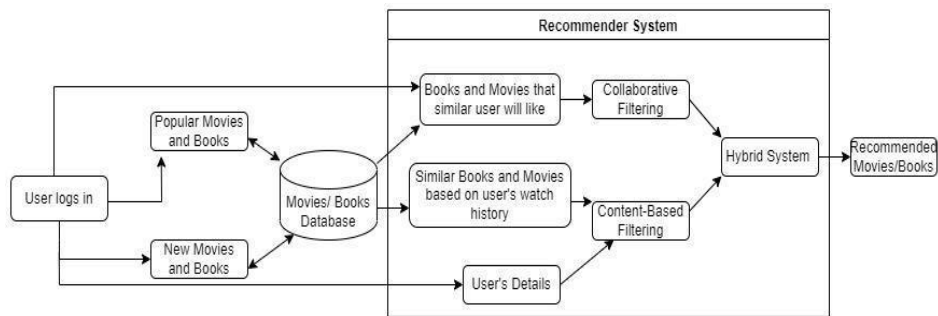 Recommender System
Books and Movies that
similar user will like
Collaborative
Filtering
Popular Movies
and Books
Hybrid System
Recommended
Movies/Books
Similar Books and Movies
based on user's watch
history
User logs in
Movies/ Books
Database
Content-Based
Filtering
New Movies
and Books
User's Details